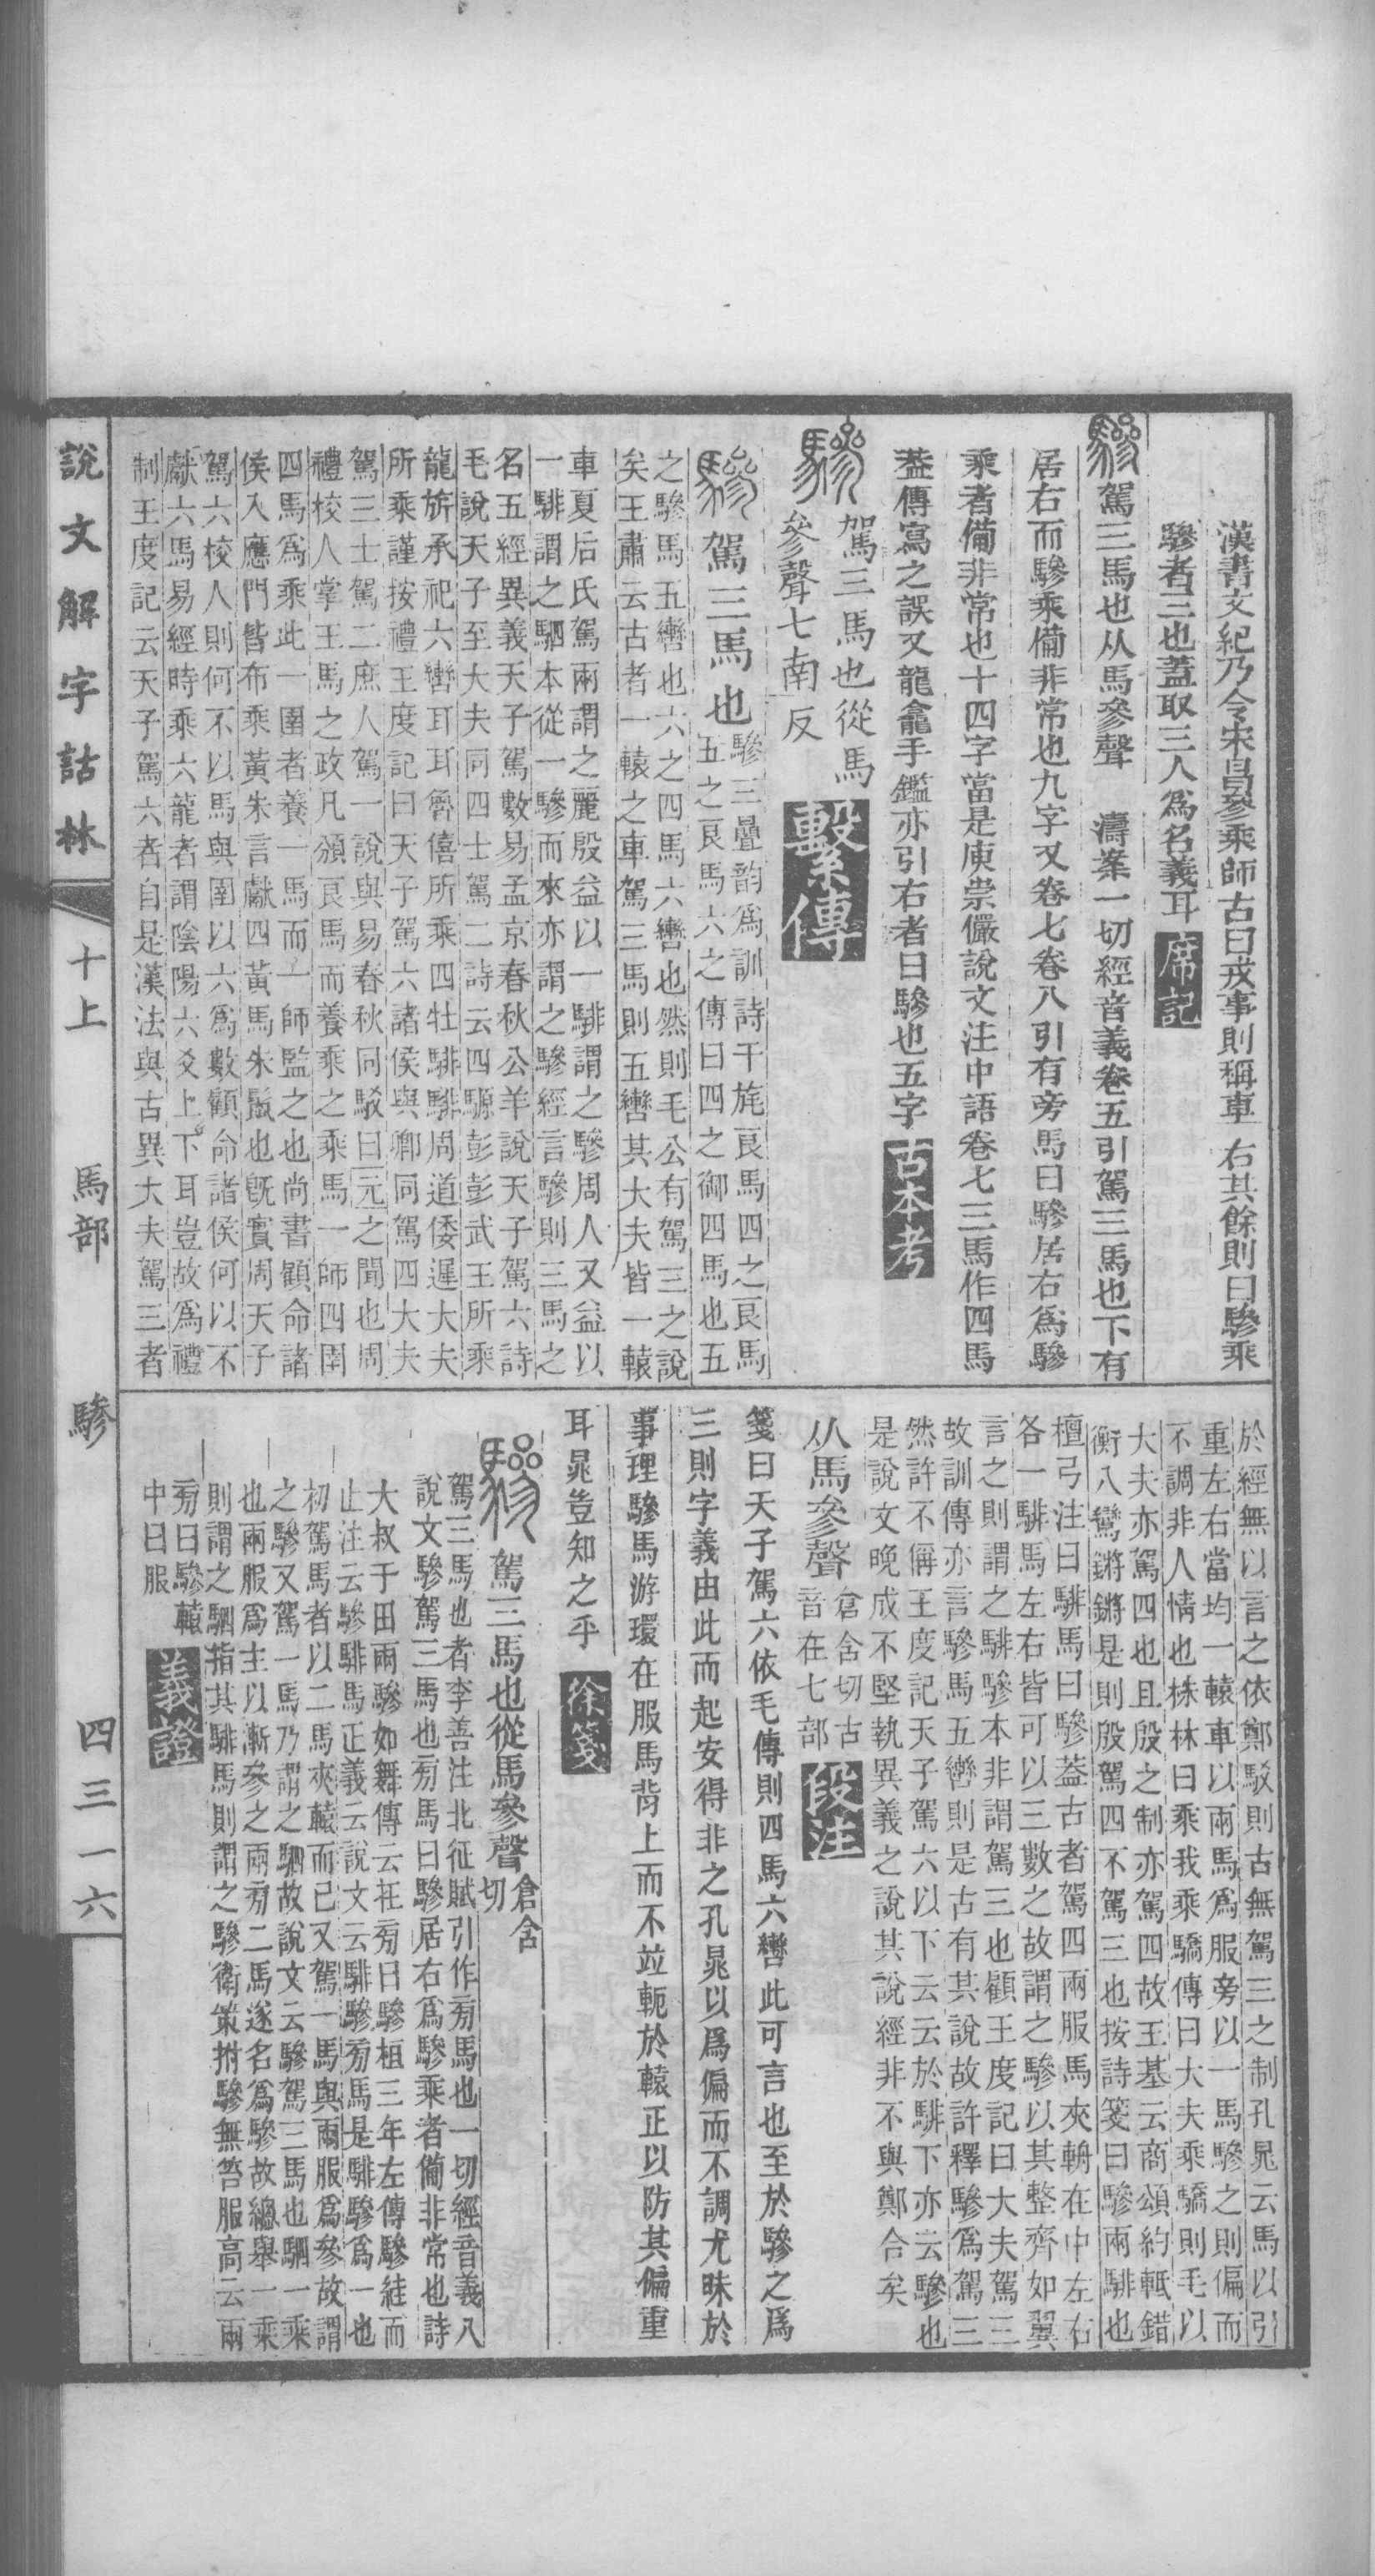 漢書文紀乃令宋昌參乘師古曰戎事則稱車右其餘則曰驂乘
驂者三也蓋取三人爲名義耳席記
駕三馬也从馬參聲　濤案一切經音義卷五引駕三馬也下有
居右而驂乘備非常也九字又卷七卷八引有旁馬曰驂居右爲驂
乘者備非常也十四字當是庾崇儼說文注中語卷七三馬作四馬
葢傳寫之誤又龍龕手鑑亦引右者曰驂也五字古本考
駕三馬也從馬
參聲七南反繫傳
駕三馬也
驂三疊韵爲訓詩干旄良馬四之良馬
五之良馬六之傳曰四之御四馬也五
之驂馬五轡也六之四馬六轡也然則毛公有駕三之說
矣王肅云古者一轅之車駕三馬則五轡其大夫皆一轅
車夏后氏駕兩謂之麗殷益以一騑謂之驂周人又益以
一騑謂之駟本從一驂而來亦謂之驂經言驂則三馬之
名五經異義天子駕數易孟京春秋公羊說天子駕六詩
毛說天子至大夫同四士駕二詩云四騵彭彭武王所乘
龍旂承祀六轡耳耳魯僖所乘四牡騑騑周道倭遲大夫
所乘謹按禮王度記曰天子駕六諸侯與卿同駕四大夫
駕三士駕二庶人駕一說與易春秋同駁曰元之聞也周
禮校人掌王馬之政凡頒良馬而養乘之乘馬一師四圉
四馬爲乘此一圉者養一馬而一師監之也尚書顧命諸
侯入應門皆布乘黃朱言獻四黃馬朱鬛也旣實周天子
駕六校人則何不以馬與圉以六爲數顧命諸侯何以不
獻六馬易經時乘六龍者謂陰陽六爻上下耳豈故爲禮
制王度記云天子駕六者自是漢法與古異大夫駕三者
於經無以言之依鄭駁則古無駕三之制孔晁云馬以引
重左右當均一轅車以兩馬爲服旁以一馬驂之則偏而
不調非人情也株林曰乘我乘驕傳曰大夫乘驕則毛以
大夫亦駕四也且殷之制亦駕四故王基云商頌約軝錯
衡八鸞鏘鏘是則殷駕四不駕三也按詩箋曰驂兩騑也
檀弓注曰騑馬曰驂葢古者駕四兩服馬夾輈在中左右
各一騑馬左右皆可以三數之故謂之驂以其整齊如翼
言之則謂之騑驂本非謂駕三也顧王度記曰大夫駕三
故訓傳亦言驂馬五轡則是古有其說故許釋驂爲駕三
然許不偁王度記天子駕六以下云云於騑下亦云驂也
是說文晚成不堅執異義之說其說經非不與鄭合矣
从馬參聲
倉含切古
音在七部段注
箋曰天子駕六依毛傳則四馬六轡此可言也至於驂之爲
三則字義由此而起安得非之孔晁以爲偏而不調尤昧於
事理驂馬游環在服馬背上而不竝軛於轅正以防其偏重
耳晁豈知之乎徐箋
駕三馬也從馬參聲
倉含
切
駕三馬也者李善注北征賦引作㫄馬也一切經音義八
說文驂駕三馬也㫄馬曰驂居右爲驂乘者備非常也詩
大叔于田兩驂如舞傳云在㫄曰驂桓三年左傳驂絓而
止注云驂騑馬正義云說文云騑驂㫄馬是騑驂爲一也
初駕馬者以二馬夾轅而已又駕一馬與兩服爲參故謂
之驂又駕一馬乃謂之駟故說文云驂駕三馬也駟一乘
也兩服爲主以漸參之兩㫄二馬遂名爲驂故總舉一乘
則謂之駟指其騑馬則謂之驂衛策拊驂無笞服高云兩
㫄曰驂轅
中曰服義證
說文解字詁林　十上　馬部　驂　四三一六